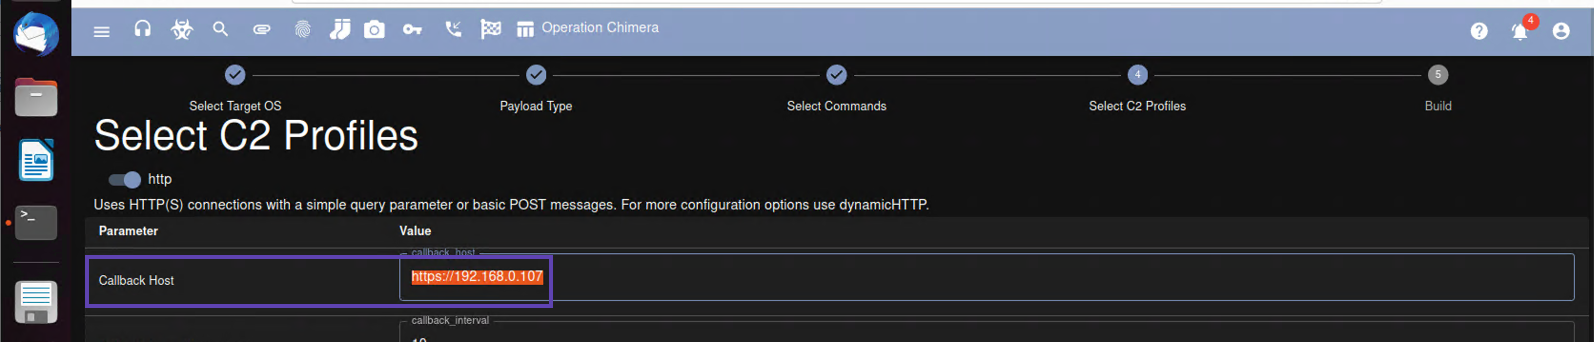 Operation Chimera
4
4
5
Select Target OS
Payload Type
Select Commands
Select C2 Profiles
Build
Select C2 Profiles
http
Uses HTTP(S) connections with a simple query parameter or basic POST messages. For more configuration options use dynamicHTTP.
Parameter
Value
callback_host
Callback Host
https://192.168.0.107
callback_interval